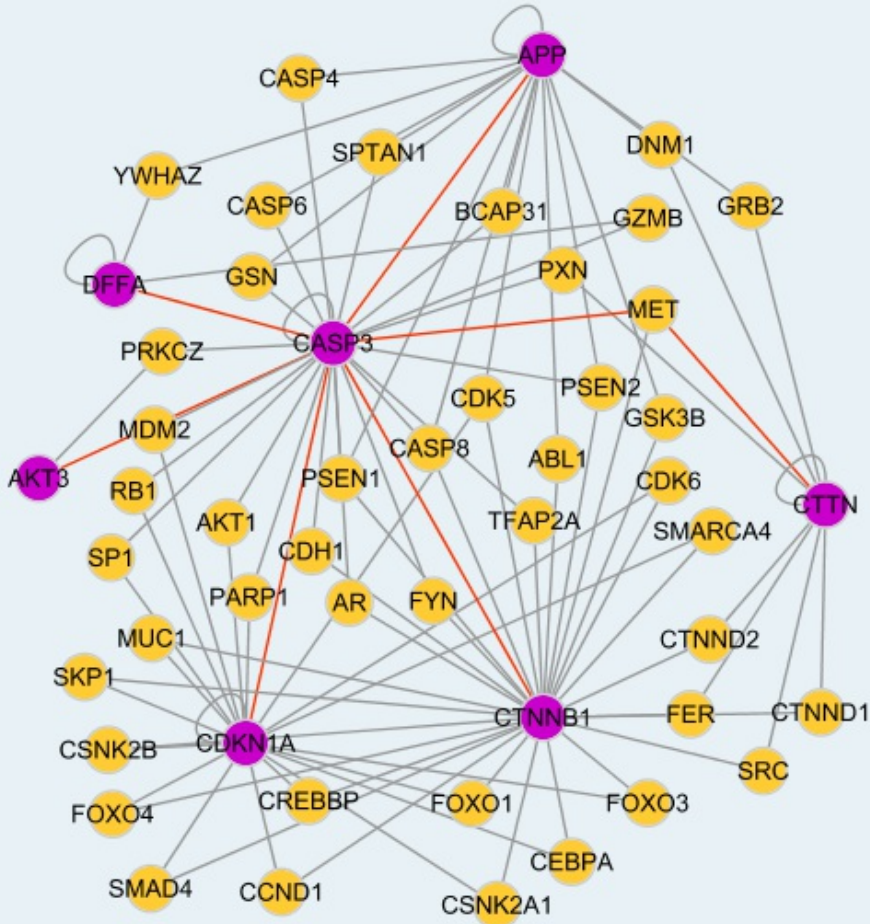 APP
CASP4
SPTAN1
DNM1
YWHAZ
CASP6
BCAP31
GZMB
GRB2
DFFA
GSN
PXN
MET
CASP3
PRKCZ
PSEN2
CDK5
GSK3B
MDM2
CASP8
ABL1
AKT3
PSEN1
CDK6
RB1
CTTN
AKT1
TFAP2A
SMARCA4
SP1
CDH1
PARP1
AR
FYN
MUC1
CTNND2
SKP1
CTNNB1
FER
CTNND1
CSNK2B
CDKN1A
SRC
FOXO4
CREBBP
FOXO1
FOXO3
CEBPA
SMAD4
CCND1
CSNK2A1